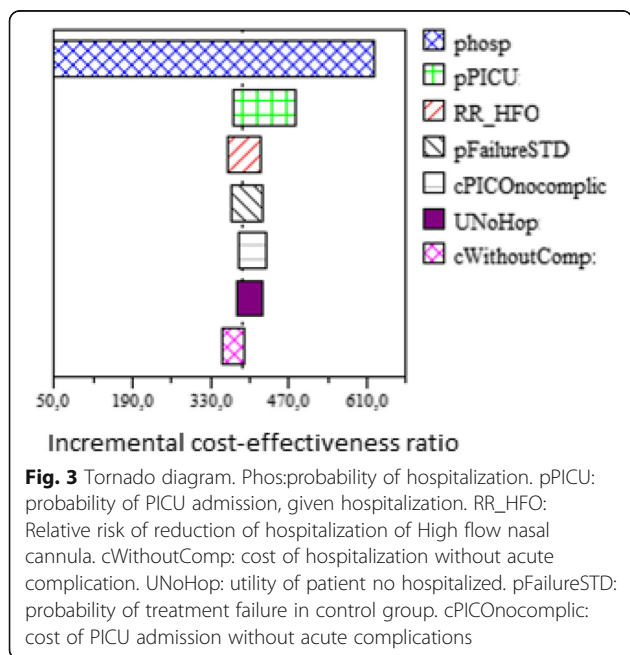 phosp
pPICU:
RR_HFO
pFailureSTD
cPICOnocomplic
UNoHop:
cWithoutComp:
50,0 190,0 330,0 470,0 610,0
Incremental cost-effectiveness ratio
Fig. 3 Tornado diagram. Phos:probability of hospitalization. pPICU:
probability of PICU admission, given hospitalization. RR_HFO:
Relative risk of reduction of hospitalization of High flow nasal
cannula. cWithoutComp: cost of hospitalization without acute
complication. UNoHop: utility of patient no hospitalized. pFailureSTD:
probability of treatment failure in control group. cPICOnocomplic:
cost of PICU admission without acute complications